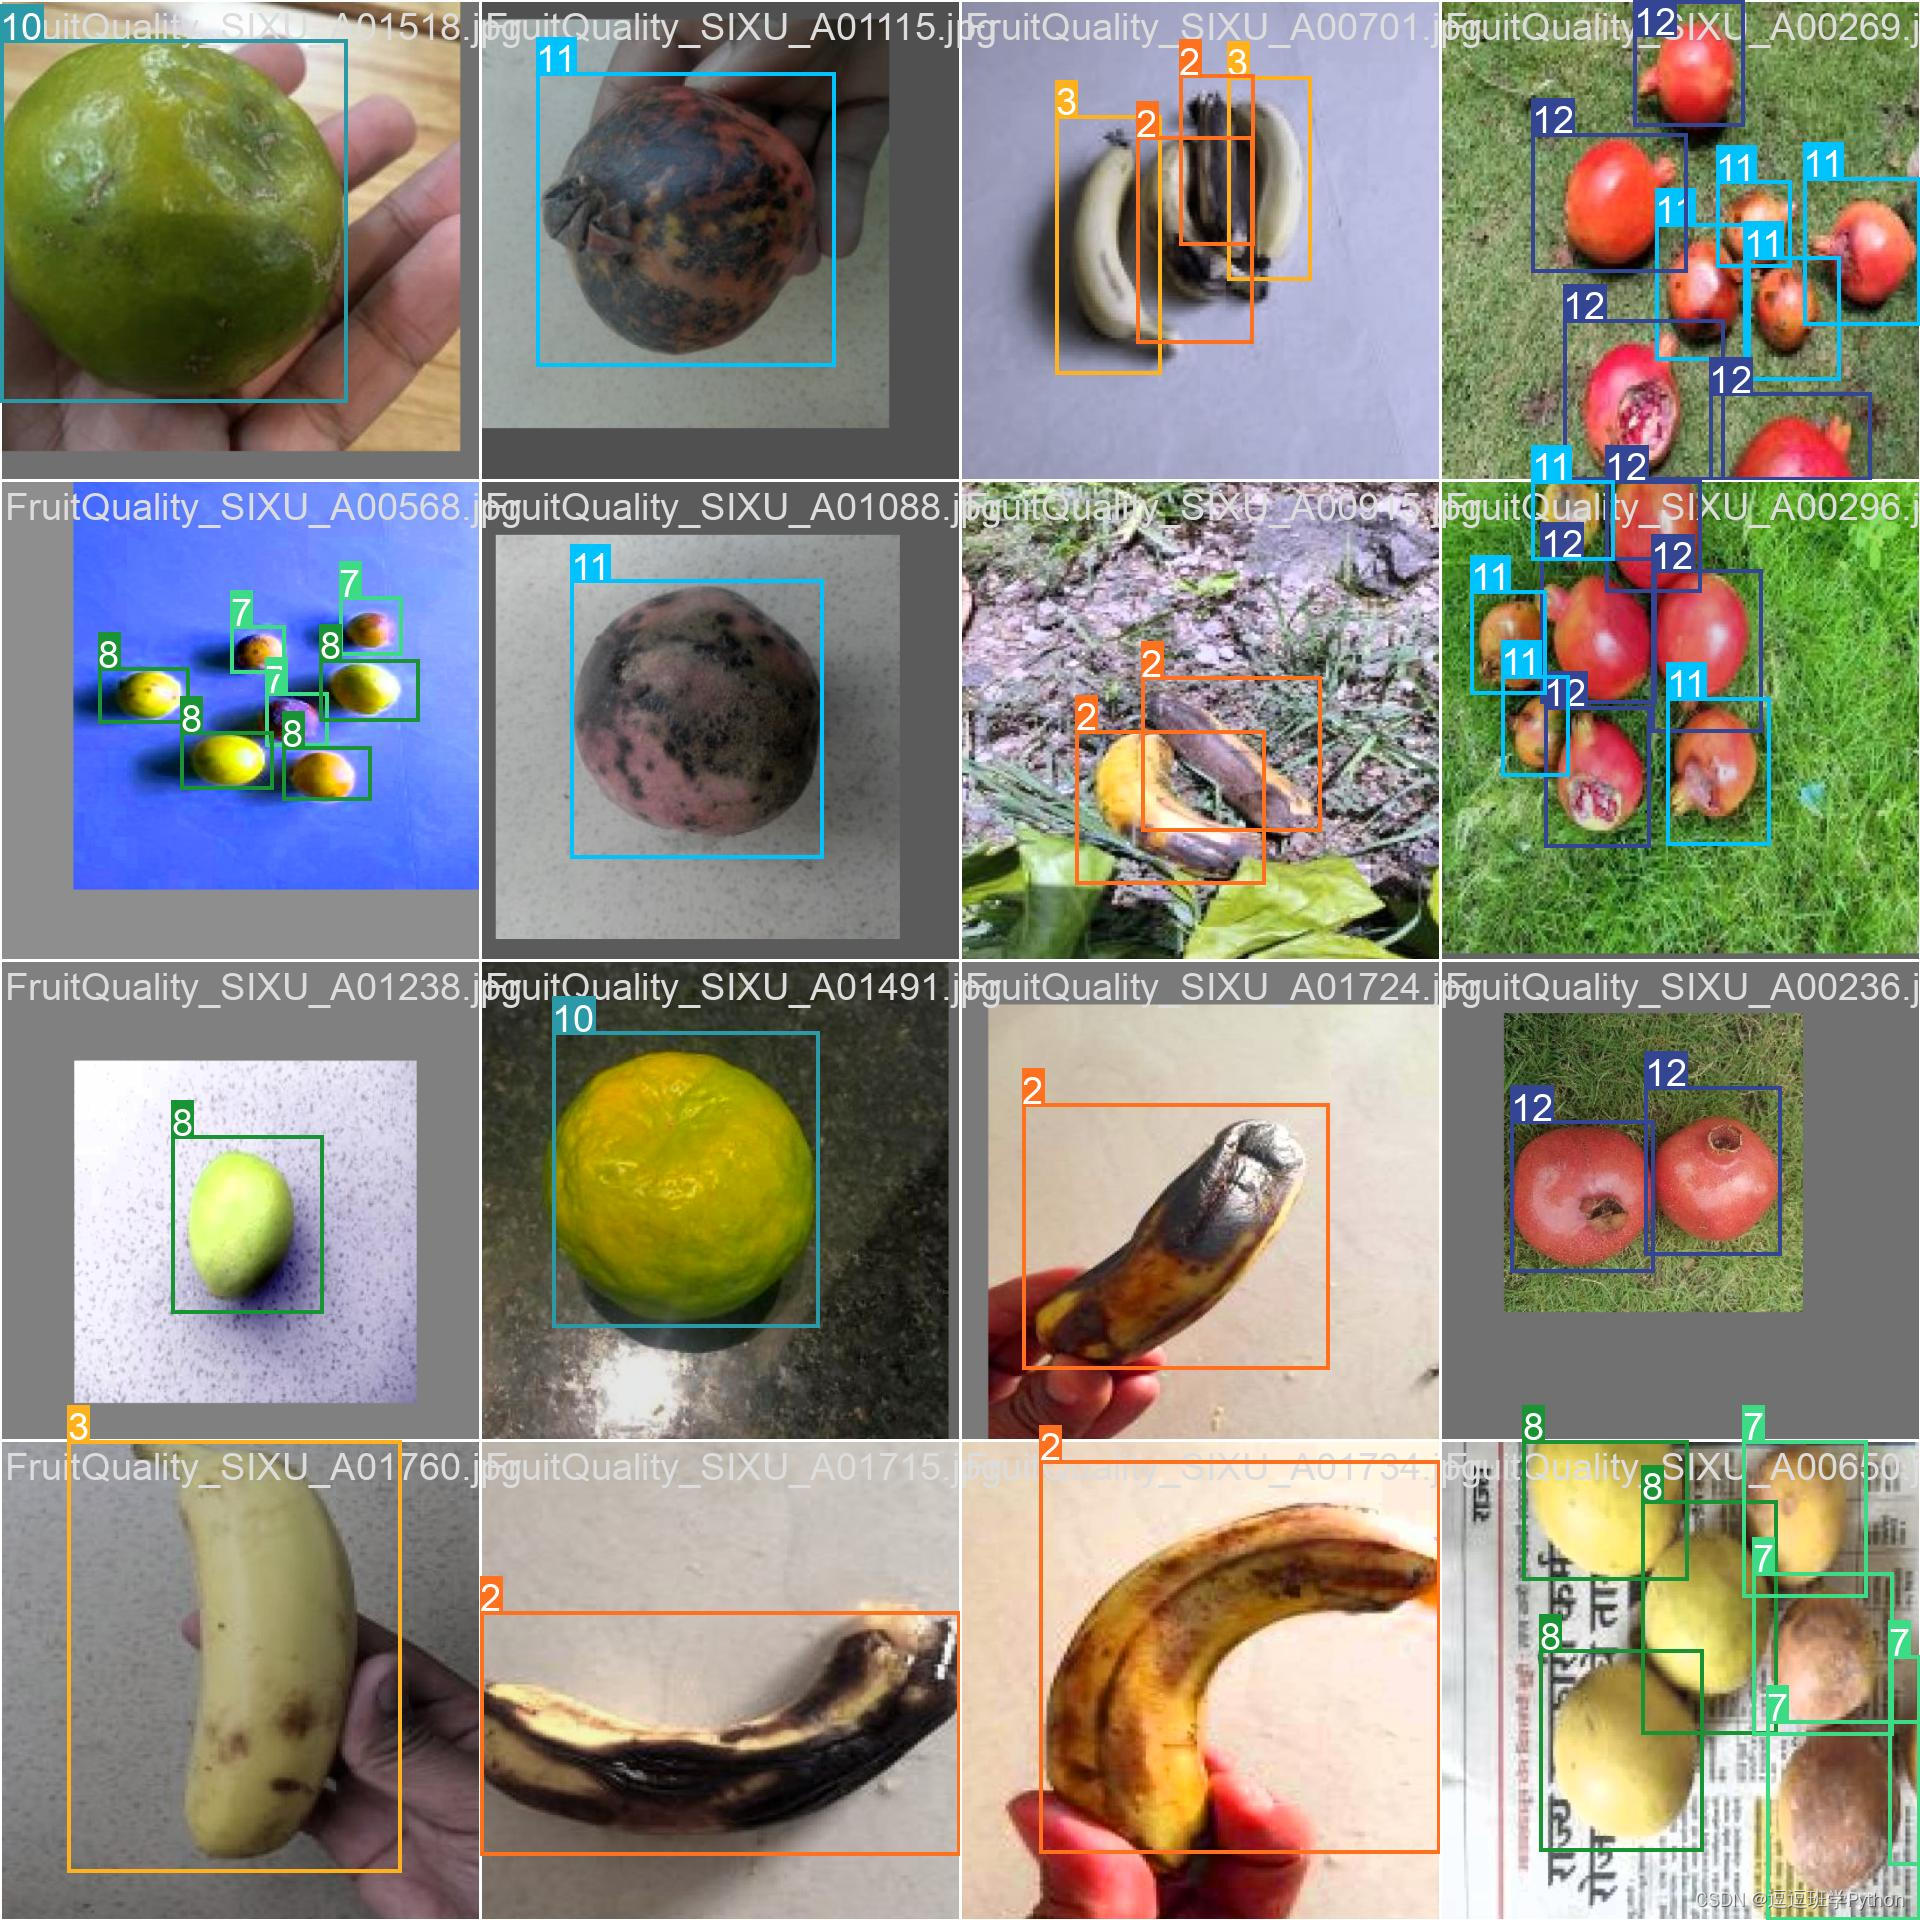 10
FruitQuality_SIXU_A01518.jpg
FruitQuality_SIXU_A01115.jpg
FruitQuality_SIXU_A00701.jpg
FruitQuality_SIXU_A00269.j
11
3
2
2
3
12
12
11
11
11
11
12
12
FruitQuality_SIXU_A00568.jpg
FruitQuality_SIXU_A01088.jpg
FruitQuality_SIXU_A00915.jpg
FruitQuality_SIXU_A00296.j
8
7
7
8
7
8
8
11
2
2
11
12
12
12
11
11
12
11
FruitQuality_SIXU_A01238.jpg
FruitQuality_SIXU_A01491.jpg
FruitQuality_SIXU_A01724.jpg
FruitQuality_SIXU_A00236.j
8
10
2
12
12
FruitQuality_SIXU_A01760.jpg
FruitQuality_SIXU_A01715.jpg
FruitQuality_SIXU_A01734.jpg
FruitQuality_SIXU_A00650.j
3
2
2
8
7
8
7
8
7
7
CSDN @逗逗班学Python